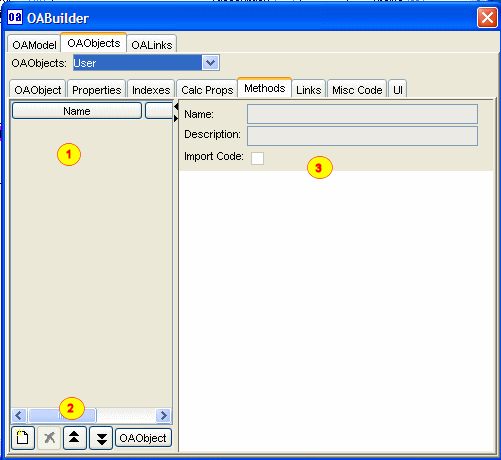 oa OABuilder
OAModel OAObjects OALinks
OAObjects: User
OAObject Properties Indexes Calc Props Methods Links Misc Code UI
Name
Name:
Description:
Import Code:
1
3
2
OAObject